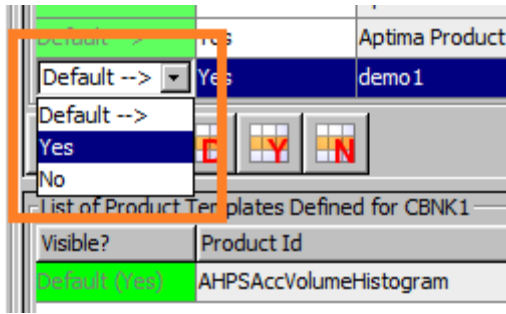 Default --> Yes Aptima Product
Default --> Yes demo1
Default -->
Yes
D Y N
No
List of Product Templates Defined for CBNK1
Visible? Product Id
Default (Yes) AHPSAccVolumeHistogram